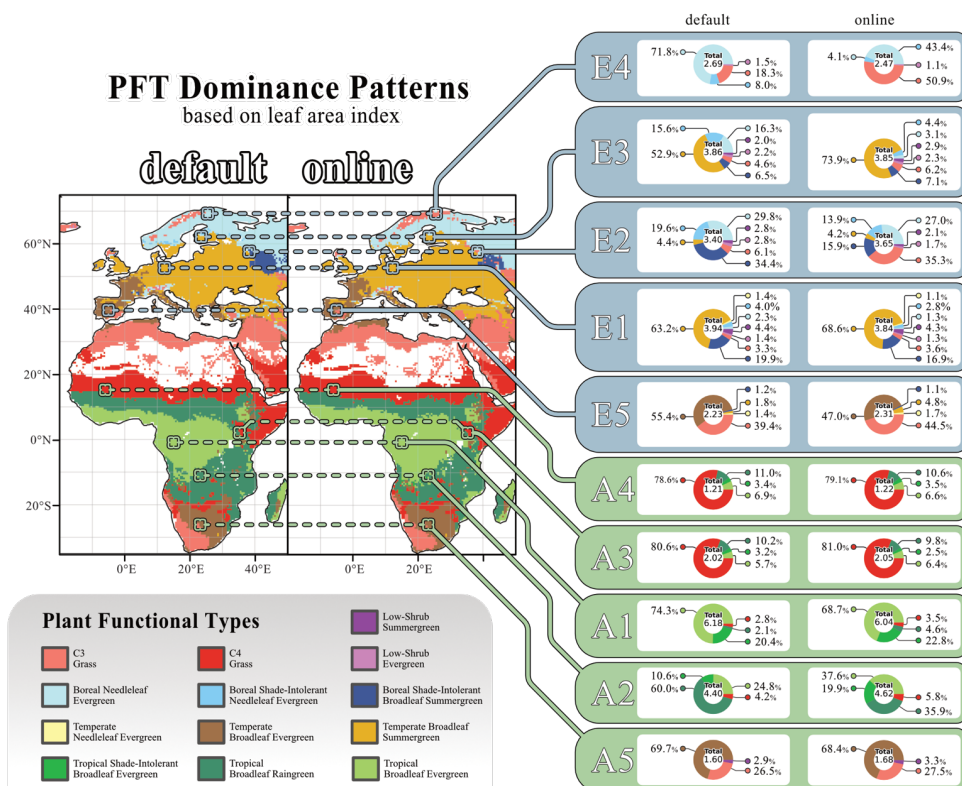 PFT Dominance Patterns
based on leaf area index
default
online
60°N
40°N
20°N
0°N
20°S
0°E
20°E
40°E
0°E
20°E
Plant Functional Types
Low-Shrub
Summergreen
C3
Grass
C4
Grass
Low-Shrub
Evergreen
Boreal Needleleaf
Evergreen
Boreal Shade-Intolerant
Needleleaf Evergreen
Boreal Shade-Intolerant
Broadleaf Summergreen
Temperate
Needleleaf Evergreen
Temperate
Broadleaf Evergreen
Temperate Broadleaf
Summergreen
Tropical Shade-Intolerant
Broadleaf Evergreen
Tropical
Broadleaf Raingreen
Tropical
Broadleaf Evergreen
default
online
E4
71.8%
Total
2.69
1.5%
18.3%
8.0%
4.1%
Total
2.47
43.4%
1.1%
50.9%
E3
15.6%
52.9%
Total
3.86
16.3%
2.0%
2.2%
4.6%
6.5%
73.9%
Total
3.85
4.4%
3.1%
2.9%
2.3%
6.2%
7.1%
E2
19.6%
4.4%
Total
3.40
29.8%
2.8%
2.8%
6.1%
34.4%
13.9%
4.2%
15.9%
Total
3.65
27.0%
2.1%
1.7%
35.3%
E1
63.2%
Total
3.94
1.4%
4.0%
2.3%
4.4%
1.4%
3.3%
19.9%
68.6%
Total
3.84
1.1%
2.8%
1.3%
4.3%
1.3%
3.6%
16.9%
E5
55.4%
Total
2.23
1.2%
1.8%
1.4%
39.4%
47.0%
Total
2.31
1.1%
4.8%
1.7%
44.5%
A4
78.6%
Total
1.21
11.0%
3.4%
6.9%
79.1%
Total
1.22
10.6%
3.5%
6.6%
A3
80.6%
Total
2.02
10.2%
3.2%
5.7%
81.0%
Total
2.05
9.8%
2.5%
6.4%
A1
74.3%
Total
6.18
2.8%
2.1%
20.4%
68.7%
Total
6.04
3.5%
4.6%
22.8%
A2
10.6%
60.0%
Total
4.40
24.8%
4.2%
37.6%
19.9%
Total
4.62
5.8%
35.9%
A5
69.7%
Total
1.60
2.9%
26.5%
68.4%
Total
1.68
3.3%
27.5%